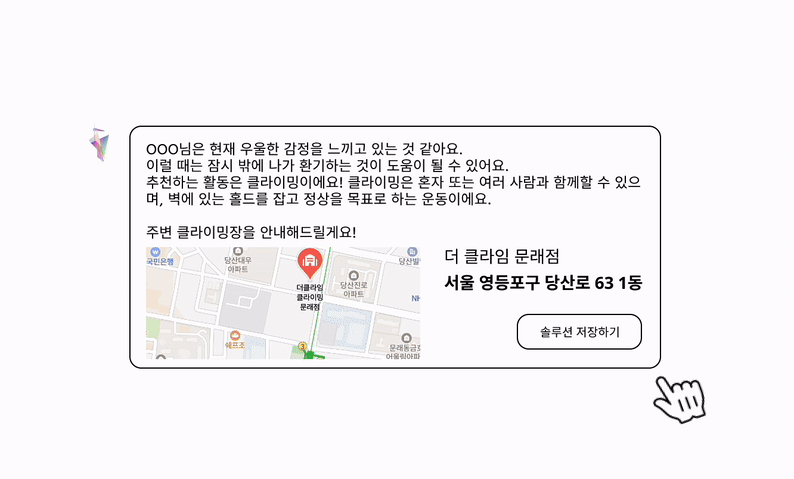 OOO님은 현재 우울한 감정을 느끼고 있는 것 같아요.
이럴 때는 잠시 밖에 나가 환기하는 것이 도움이 될 수 있어요.
추천하는 활동은 클라이밍이에요! 클라이밍은 혼자 또는 여러 사람과 함께할 수 있으
며, 벽에 있는 홀드를 잡고 정상을 목표로 하는 운동이에요.
주변 클라이밍장을 안내해드릴게요!
국민은행
당산대우
아파트
당산빌
더클라임
클라이밍
문래점
당산진로
아파트
NH
쉐프조
3
문래동금호
어울림아파
더 클라임 문래점
서울 영등포구 당산로 63 1동
솔루션 저장하기